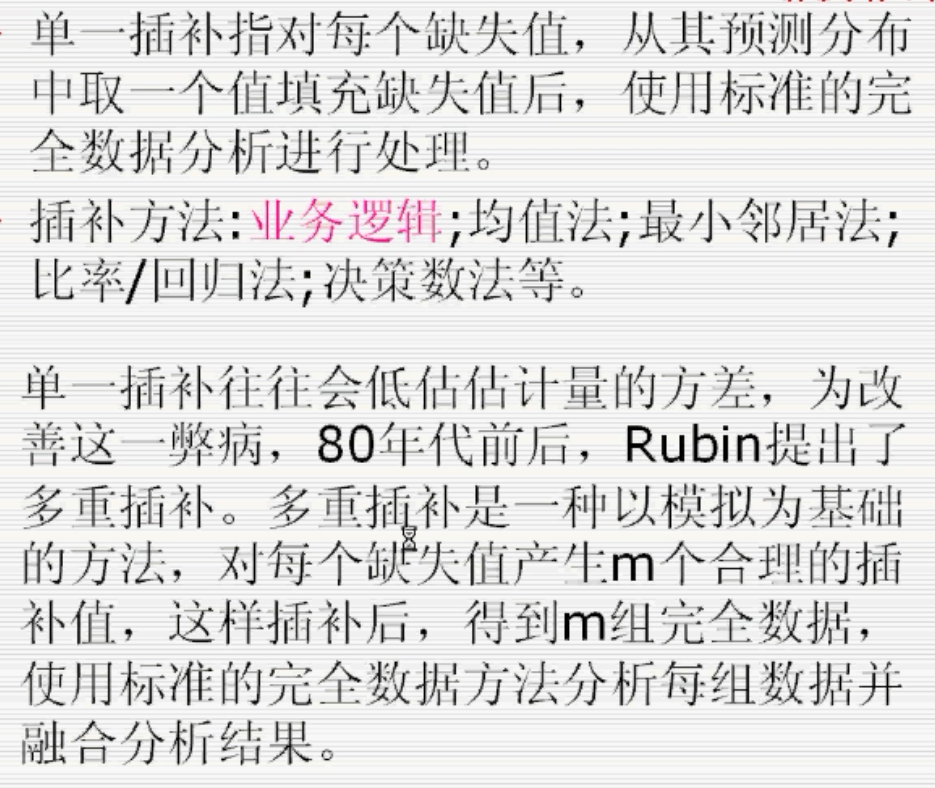 单一插补指对每个缺失值，从其预测分布
中取一个值填充缺失值后，使用标准的完
全数据分析进行处理。
插补方法:业务逻辑;均值法;最小邻居法;
比率/回归法;决策数法等。
单一插补往往会低估估计量的方差，为改
善这一弊病，80年代前后，Rubin提出了
多重插补。多重插补是一种以模拟为基础
的方法，对每个缺失值产生m个合理的插
补值，这样插补后，得到m组完全数据，
使用标准的完全数据方法分析每组数据并
融合分析结果。